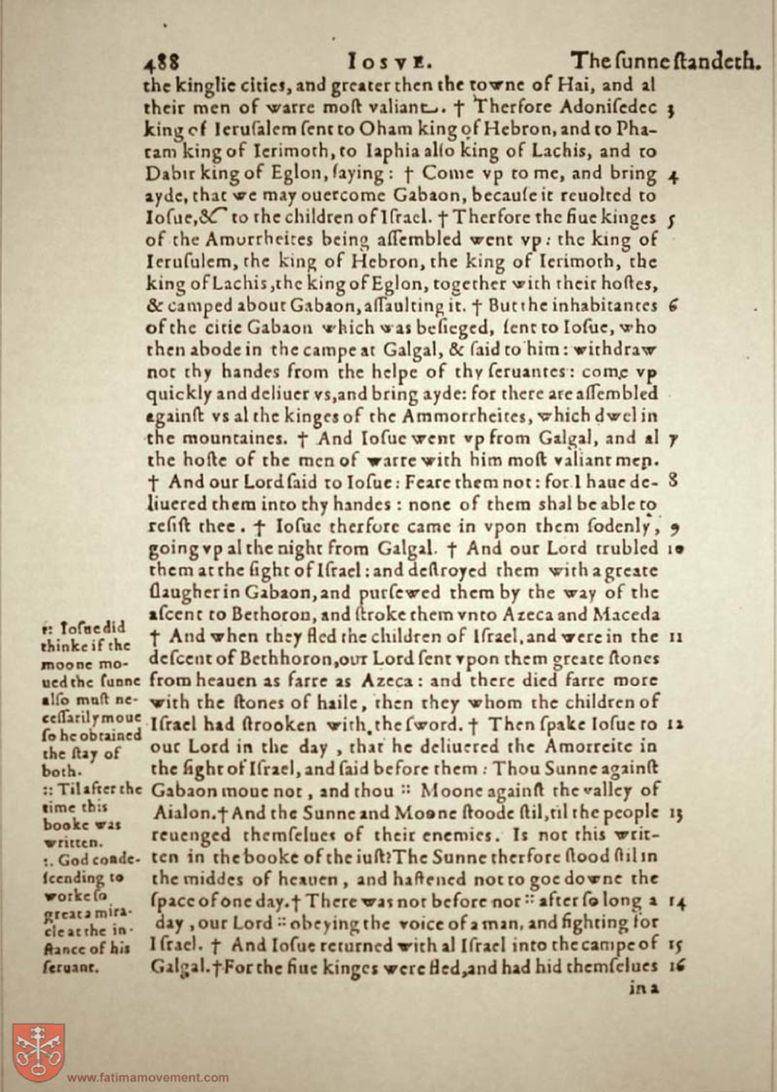 488 IOSVE. The ſunne ſtandeth.
the kinglie cities, and greater then the towne of Hai, and al
their men of warre moſt valiant. † Therfore Adoniſedec 3
king of Ieruſalem ſent to Oham king of Hebron, and to Pha-
ram king of Ierimoth, to Iaphia alſo king of Lachis, and to
Dabir king of Eglon, ſaying: † Come vp to me, and bring 4
ayde, that we may ouercome Gabaon, becauſe it reuolted to
Ioſue, & to the children of Iſrael. † Therfore the fiue kinges 5
of the Amorrheites being aſſembled went vp: the king of
Ieruſulem, the king of Hebron, the king of Ierimoth, the
king of Lachis, the king of Eglon, together with their hoſtes,
& camped about Gabaon, aſſaulting it. † But the inhabitantes 6
of the citie Gabaon which was beſieged, ſent to Ioſue, who
then abode in the campe at Galgal, & ſaid to him: withdraw
not thy handes from the helpe of thy ſeruantes: come vp
quickly and deliuer vs, and bring ayde: for there are aſſembled
againſt vs al the kinges of the Ammorrheites, which dwel in
the mountaines. † And Ioſue went vp from Galgal, and al 7
the hoſte of the men of warre with him moſt valiant men.
† And our Lord ſaid to Ioſue: Feare them not: for I haue de- 8
liuered them into thy handes: none of them shal be able to
reſiſt thee. † Ioſue therfore came in vpon them ſodenly, 9
going vp al the night from Galgal. † And our Lord trubled 10
them at the ſight of Iſrael: and deſtroyed them with a greate
ſlaugher in Gabaon, and purſewed them by the way of the
aſcent to Bethoron, and ſtroke them vnto Azeca and Maceda
† And when they fled the children of Iſrael, and were in the 11
deſcent of Bethhoron, our Lord ſent vpon them greate ſtones
from heauen as farre as Azeca: and there died farre more
with the ſtones of haile, then they whom the children of
Iſrael had ſtrooken with the ſword. † Then ſpake Ioſue to 12
our Lord in the day, that he deliuered the Amorreite in
the ſight of Iſrael, and ſaid before them: Thou Sunne againſt
Gabaon moue not, and thou :: Moone againſt the valley of
Aialon. † And the Sunne and Moone ſtoode ſtil, til the people 13
reuenged themſelues of their enemies. Is not this writ-
ten in the booke of the iuſt? The Sunne therfore ſtood ſtil in
the middes of heauen, and haſtened not to goe downe the
ſpace of one day. † There was not before nor :: after ſo long a 14
day, our Lord :: obeying the voice of a man, and fighting for
Iſrael. † And Ioſue returned with al Iſrael into the campe of 15
Galgal. † For the fiue kinges were fled, and had hid themſelues 16
in a
:: Ioſue did
thinke if the
moone mo-
ued the ſunne
alſo muſt ne-
ceſſarily moue
ſo he obtained
the ſtay of
both.
:: Til after the
time this
booke was
written.
:. God conde-
ſcending to
worke ſo
great a mira-
cle at the in-
ſtance of his
ſeruant.
www.fatimamovement.com